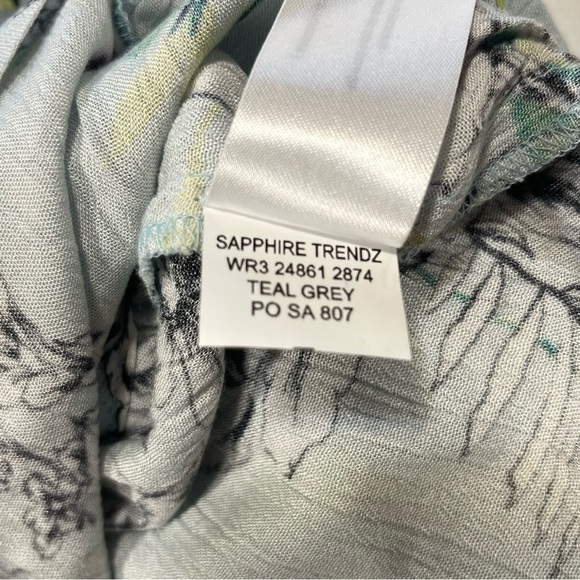 SAPPHIRE TRENDZ
WR3 24861 2874
TEAL GREY
PO SA 807